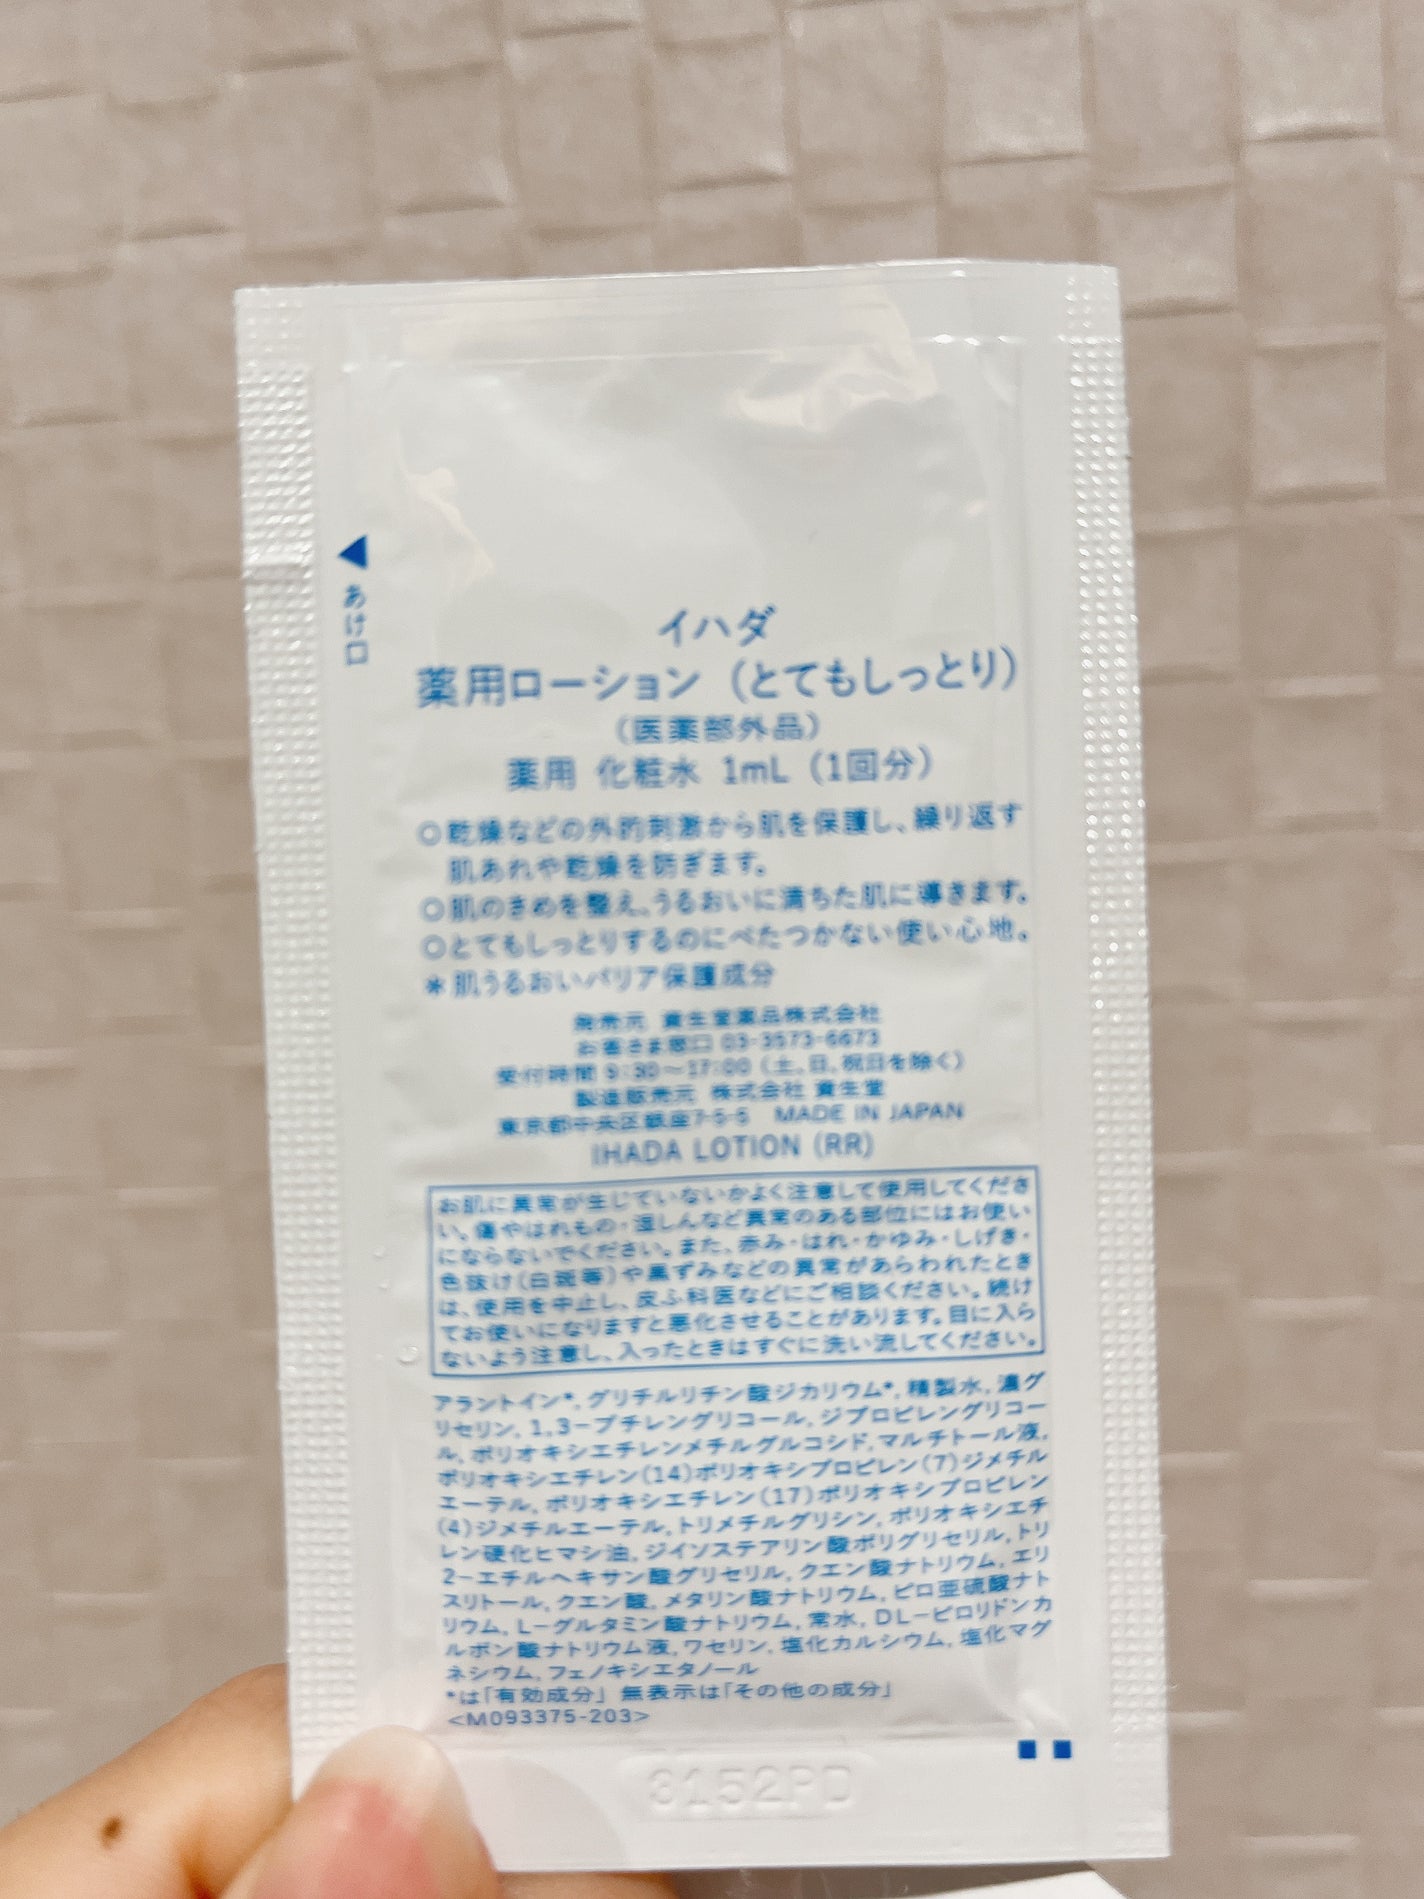 あけ口
イハダ
薬用ローション（とてもしっとり）
（医薬部外品）
薬用 化粧水 1mL（1回分）
○乾燥などの外的刺激から肌を保護し、繰り返す
肌あれや乾燥を防ぎます。
○肌のきめを整え、うるおいに満ちた肌に導きます。
○とてもしっとりするのにべたつかない使い心地。
＊肌うるおいバリア保護成分
発売元 資生堂薬品株式会社
お客さま窓口 03-3573-6673
受付時間 9:30～17:00（土、日、祝日を除く）
製造販売元 株式会社 資生堂
東京都中央区銀座7-5-5 MADE IN JAPAN
IHADA LOTION (RR)
お肌に異常が生じていないかよく注意して使用してくださ
い。傷やはれもの・湿しんなど異常のある部位にはお使い
にならないでください。また、赤み・はれ・かゆみ・しげき・
色抜け（白斑等）や黒ずみなどの異常があらわれたとき
は、使用を中止し、皮ふ科医などにご相談ください。続け
てお使いになりますと悪化させることがあります。目に入ら
ないよう注意し、入ったときはすぐに洗い流してください。
アラントイン*, グリチルリチン酸ジカリウム*, 精製水, 濃グ
リセリン, 1,3-ブチレングリコール, ジプロピレングリコー
ル, ポリオキシエチレンメチルグルコシド, マルチトール液,
ポリオキシエチレン(14)ポリオキシプロピレン(7)ジメチル
エーテル, ポリオキシエチレン(17)ポリオキシプロピレン
(4)ジメチルエーテル, トリメチルグリシン, ポリオキシエチ
レン硬化ヒマシ油, ジイソステアリン酸ポリグリセリル, トリ
2-エチルヘキサン酸グリセリル, クエン酸ナトリウム, エリ
スリトール, クエン酸, メタリン酸ナトリウム, ピロ亜硫酸ナト
リウム, L-グルタミン酸ナトリウム, 常水, DL-ピロリドンカ
ルボン酸ナトリウム液, ワセリン, 塩化カルシウム, 塩化マグ
ネシウム, フェノキシエタノール
*は「有効成分」 無表示は「その他の成分」
<M093375-203>
3152PD